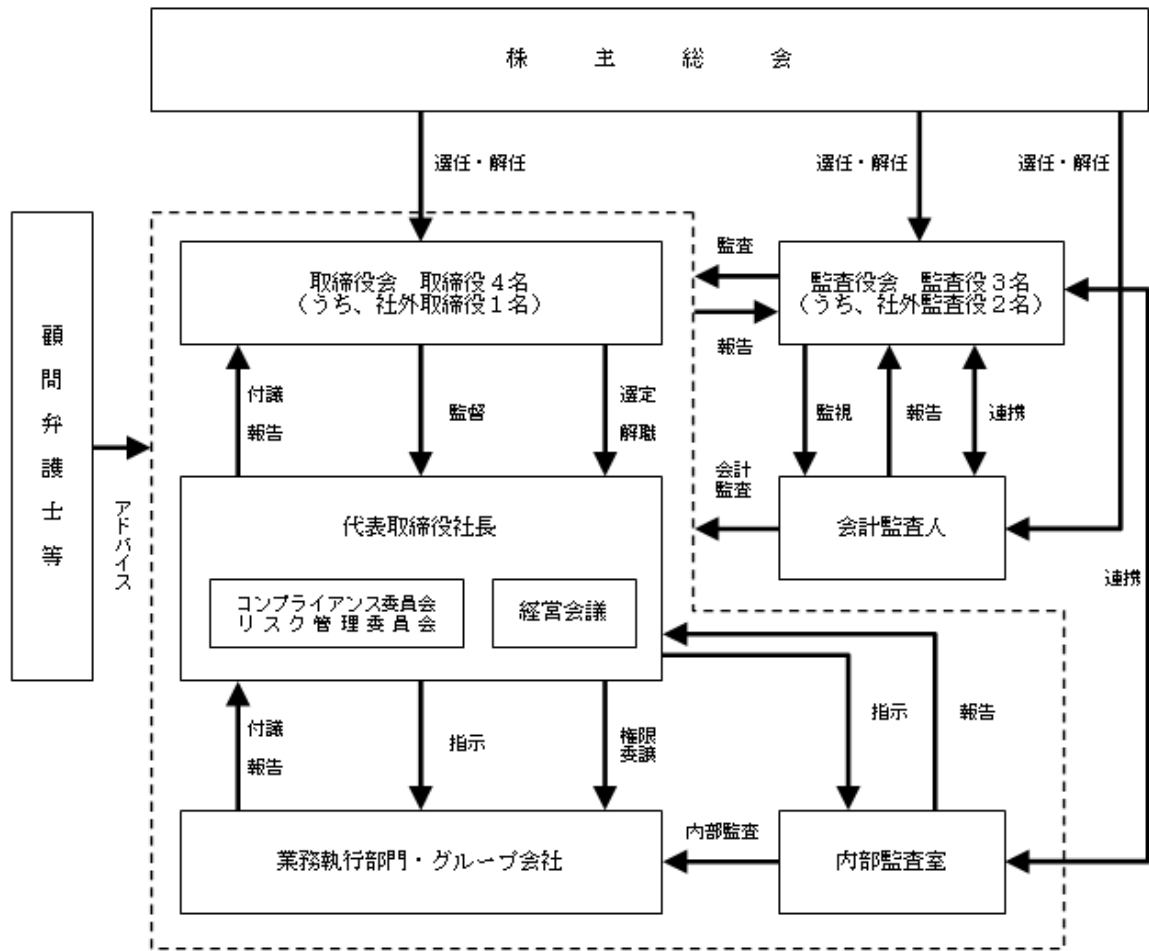 株主総会
選任・解任
選任・解任
選任・解任
顧問弁護士等
アドバイス
取締役会 取締役4名
（うち、社外取締役1名）
監査
報告
監査役会 監査役3名
（うち、社外監査役2名）
付議
報告
監督
選定
解職
監視
報告
連携
会計
監査
代表取締役社長
コンプライアンス委員会
リスク管理委員会
経営会議
会計監査人
連携
付議
報告
指示
権限
委譲
指示
報告
業務執行部門・グループ会社
内部監査
内部監査室